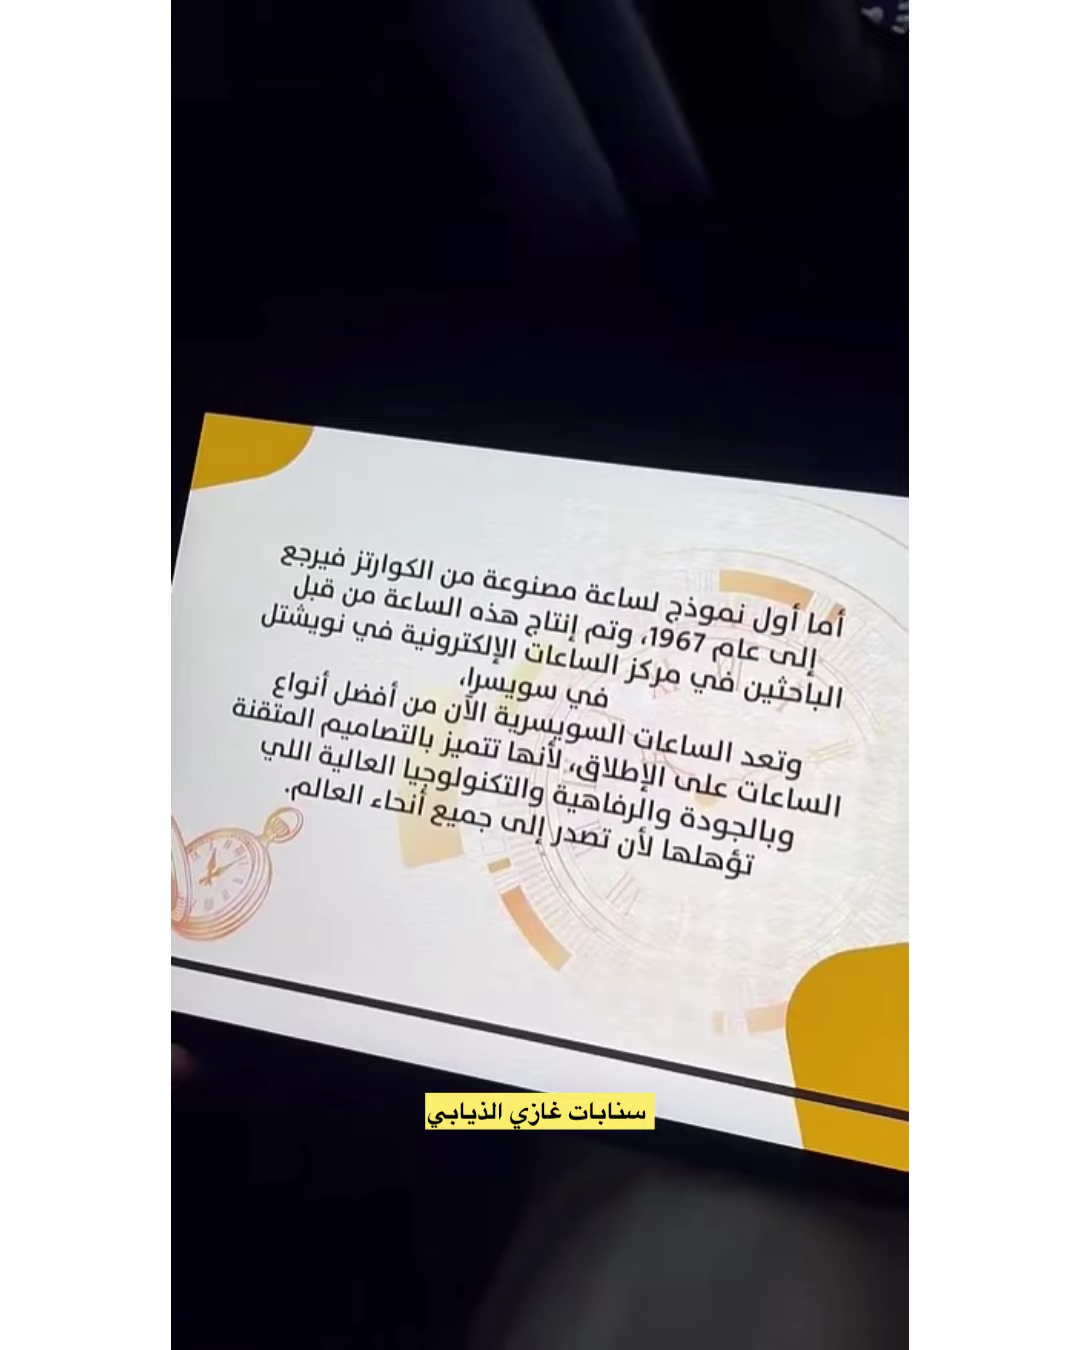 أما أول نموذج لساعة مصنوعة من الكوارتز فيرجع
إلى عام 1967، وتم إنتاج هذه الساعة من قبل
الباحثين في مركز الساعات الإلكترونية في نويشتل
في سويسرا،
وتعد الساعات السويسرية الآن من أفضل أنواع
الساعات على الإطلاق، لأنها تتميز بالتصاميم المتقنة
وبالجودة والرفاهية والتكنولوجيا العالية اللي
تؤهلها لأن تصدر إلى جميع أنحاء العالم.
سنابات غازي الذيابي